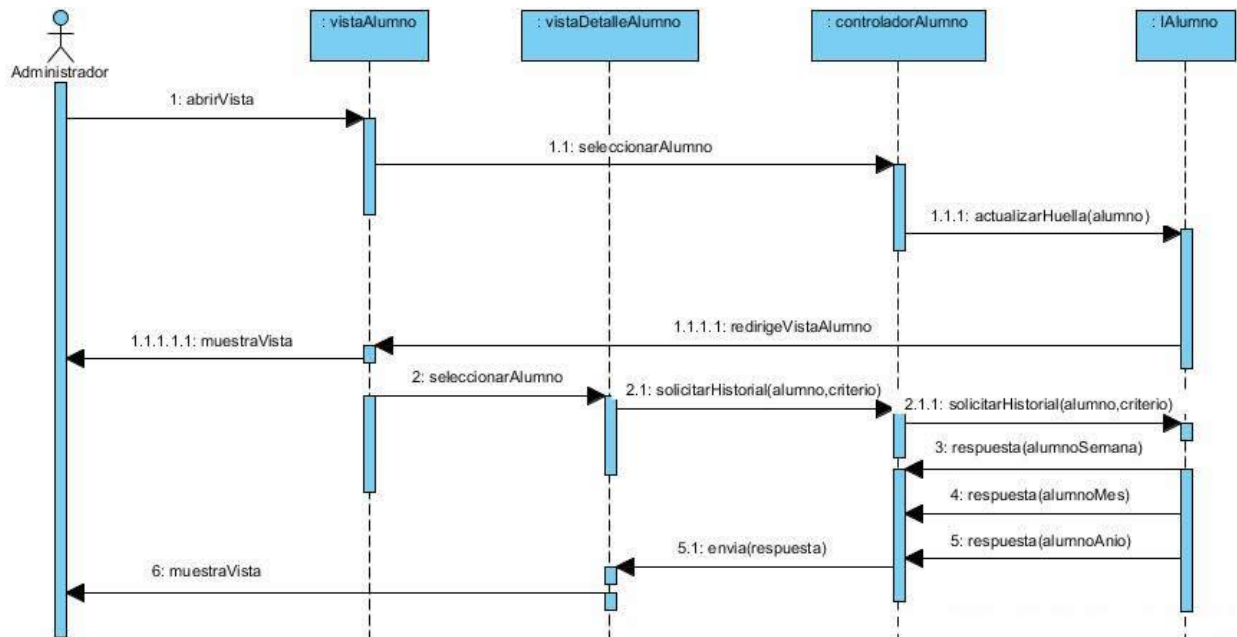 : vistaAlumno
: vistaDetalleAlumno
: controladorAlumno
: IAlumno
Administrador
1: abrirVista
1.1: seleccionarAlumno
1.1.1: actualizarHuella(alumno)
1.1.1.1: redirigeVistaAlumno
1.1.1.1.1: muestraVista
2: seleccionarAlumno
2.1: solicitarHistorial(alumno,criterio)
2.1.1: solicitarHistorial(alumno,criterio)
3: respuesta(alumnoSemana)
4: respuesta(alumnoMes)
5: respuesta(alumnoAnio)
5.1: envia(respuesta)
6: muestraVista